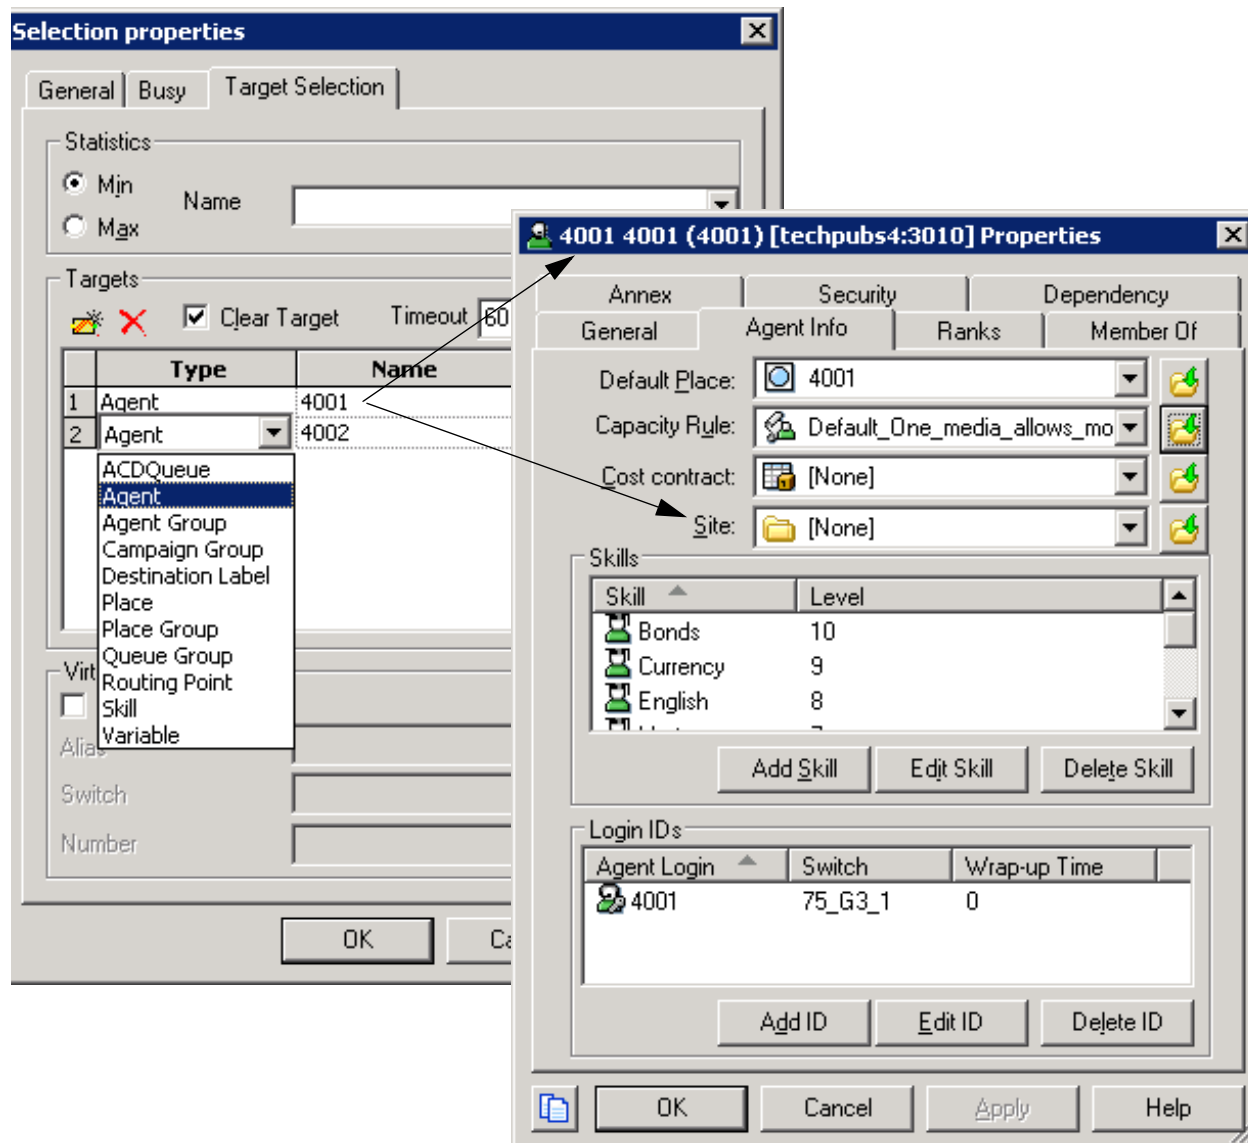 Selection properties
General Busy Target Selection
Statistics
Min
Name
Max
Targets
Clear Target Timeout 60
Type Name
1 Agent 4001
2 Agent 4002
ACDQueue
Agent
Agent Group
Campaign Group
Destination Label
Place
Place Group
Queue Group
Routing Point
Skill
Variable
Virt
Alias
Switch
Number
OK Ca
4001 4001 (4001) [techpubs4:3010] Properties
Annex Security Dependency
General Agent Info Ranks Member Of
Default Place: 4001
Capacity Rule: Default_One_media_allows_mo
Cost contract: [None]
Site: [None]
Skills
Skill Level
Bonds 10
Currency 9
English 8
Add Skill Edit Skill Delete Skill
Login IDs
Agent Login Switch Wrap-up Time
4001 75_G3_1 0
Add ID Edit ID Delete ID
OK Cancel Apply Help